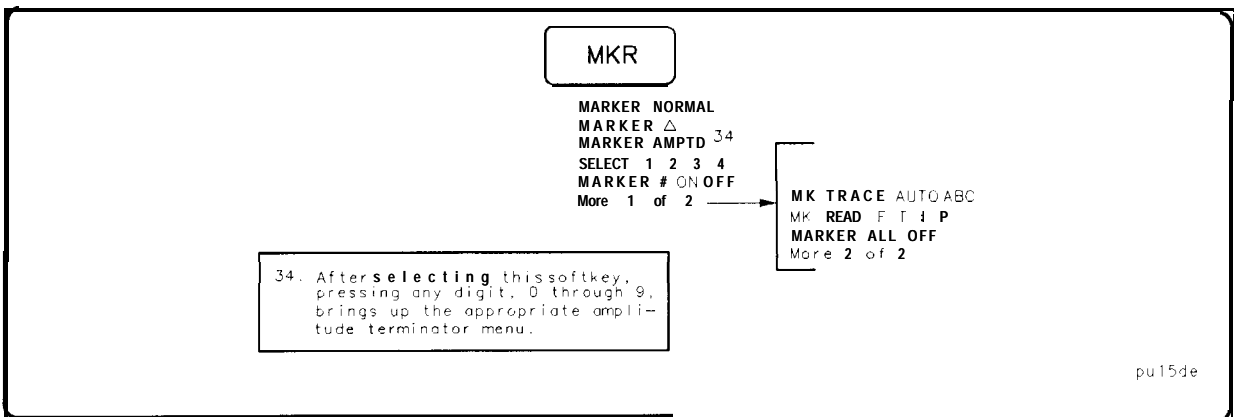 MKR
MARKER NORMAL
MARKER △
MARKER AMPTD 34
SELECT 1 2 3 4
MARKER # ON OFF
More 1 of 2
MK TRACE AUTO ABC
MK READ F T I P
MARKER ALL OFF
More 2 of 2
34. After selecting this softkey,
pressing any digit, 0 through 9,
brings up the appropriate ampli-
tude terminator menu.
pu15de